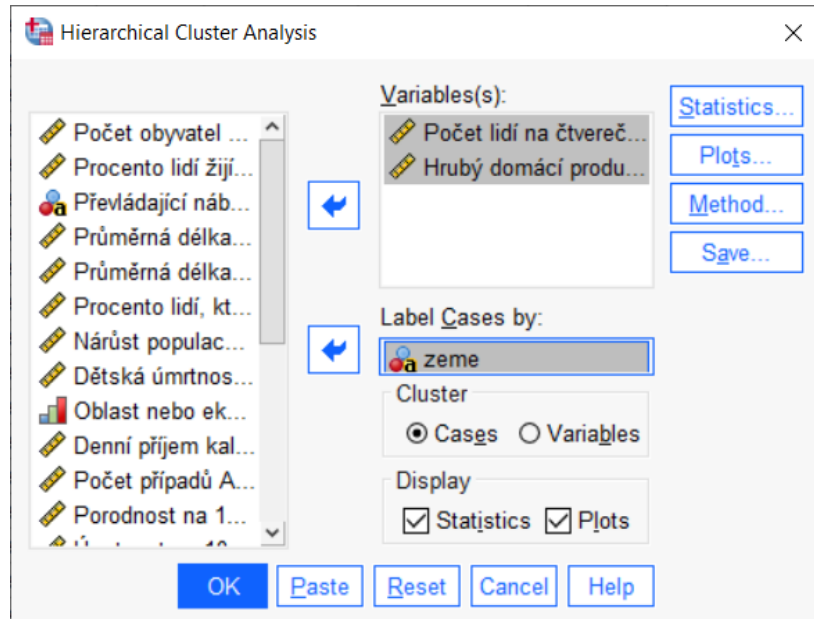 Hierarchical Cluster Analysis
Počet obyvatel ...
Procento lidí žijí...
Převládající náb...
Průměrná délka...
Průměrná délka...
Procento lidí, kt...
Nárůst populac...
Dětská úmrtnos...
Oblast nebo ek...
Denní příjem kal...
Počet případů A...
Porodnost na 1...
Variables(s):
Počet lidí na čtvereč...
Hrubý domácí produ...
Label Cases by:
zeme
Cluster
Cases Variables
Display
Statistics Plots
Statistics...
Plots...
Method...
Save...
OK Paste Reset Cancel Help